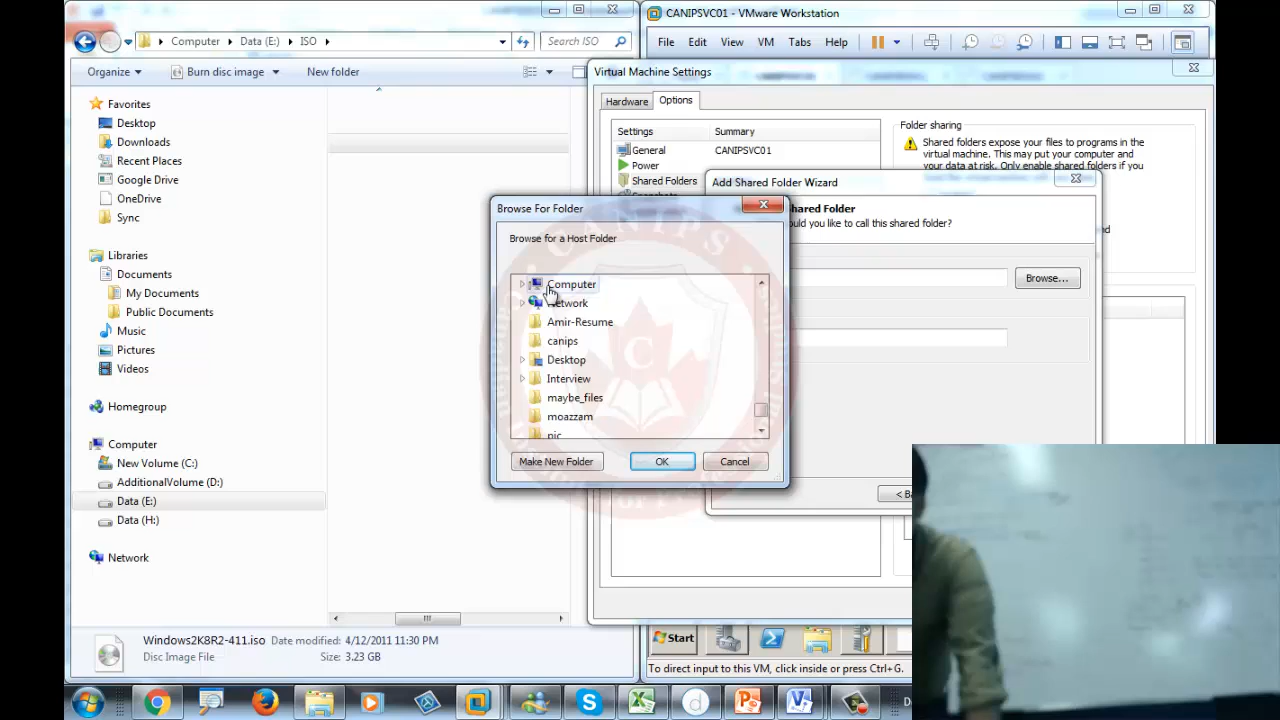 CANIPSVC01 - VMware Workstation
Computer Data (E:) ISO
Search ISO
File Edit View VM Tabs Help
Organize Burn disc image New folder
Virtual Machine Settings
Hardware Options
Favorites
Desktop
Downloads
Recent Places
Google Drive
OneDrive
Sync
Libraries
Documents
My Documents
Public Documents
Music
Pictures
Videos
Homegroup
Computer
New Volume (C:)
AdditionalVolume (D:)
Data (E:)
Data (H:)
Network
Settings Summary
General CANIPSVC01
Power
Shared Folders
Folder sharing
Shared folders expose your files to programs in the
virtual machine. This may put your computer and
your data at risk. Only enable shared folders if you
Add Shared Folder Wizard
Shared Folder
ould you like to call this shared folder?
Browse...
Browse For Folder
Browse for a Host Folder
Computer
Network
Amir-Resume
canips
Desktop
Interview
maybe_files
moazzam
pic
Make New Folder OK Cancel
CANIPS
C
Windows2K8R2-411.iso Date modified: 4/12/2011 11:30 PM
Disc Image File Size: 3.23 GB
Start
To direct input to this VM, click inside or press Ctrl+G.